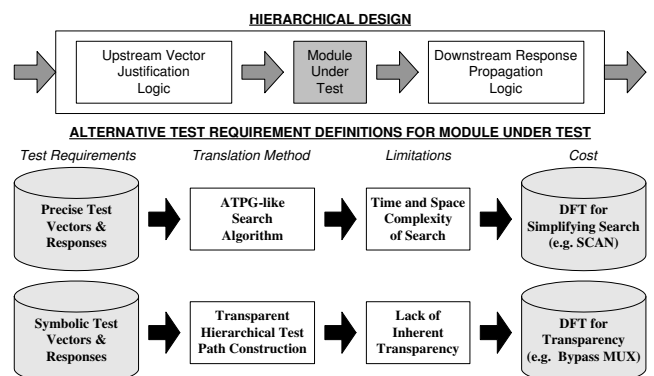 HIERARCHICAL DESIGN
Upstream Vector
Justification
Logic
Module
Under
Test
Downstream Response
Propagation
Logic
ALTERNATIVE TEST REQUIREMENT DEFINITIONS FOR MODULE UNDER TEST
Test Requirements
Translation Method
Limitations
Cost
Precise Test
Vectors &
Responses
ATPG-like
Search
Algorithm
Time and Space
Complexity
of Search
DFT for
Simplifying Search
(e.g. SCAN)
Symbolic Test
Vectors &
Responses
Transparent
Hierarchical Test
Path Construction
Lack of
Inherent
Transparency
DFT for
Transparency
(e.g. Bypass MUX)